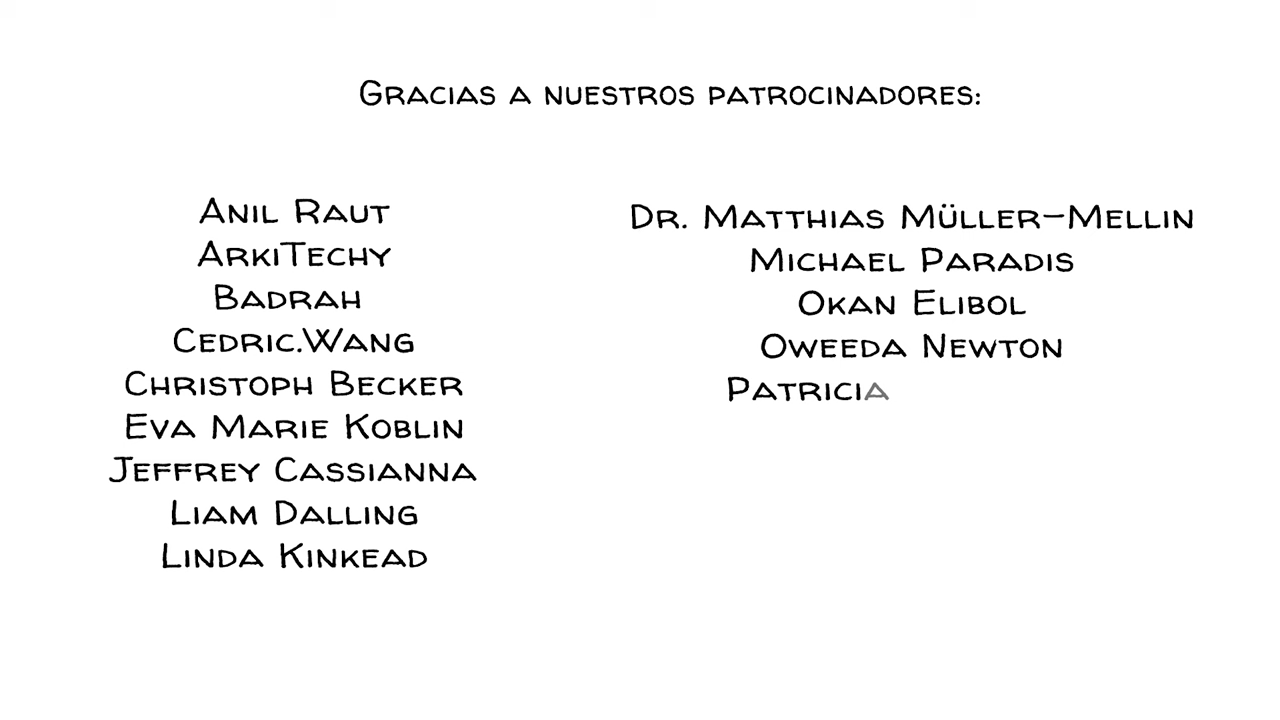 Gracias a nuestros patrocinadores:
Anil Raut
ArkiTechy
Badrah
Cedric.Wang
Christoph Becker
Eva Marie Koblin
Jeffrey Cassianna
Liam Dalling
Linda Kinkead
Dr. Matthias Müller-Mellin
Michael Paradis
Okan Elibol
Oweeda Newton
Patricia